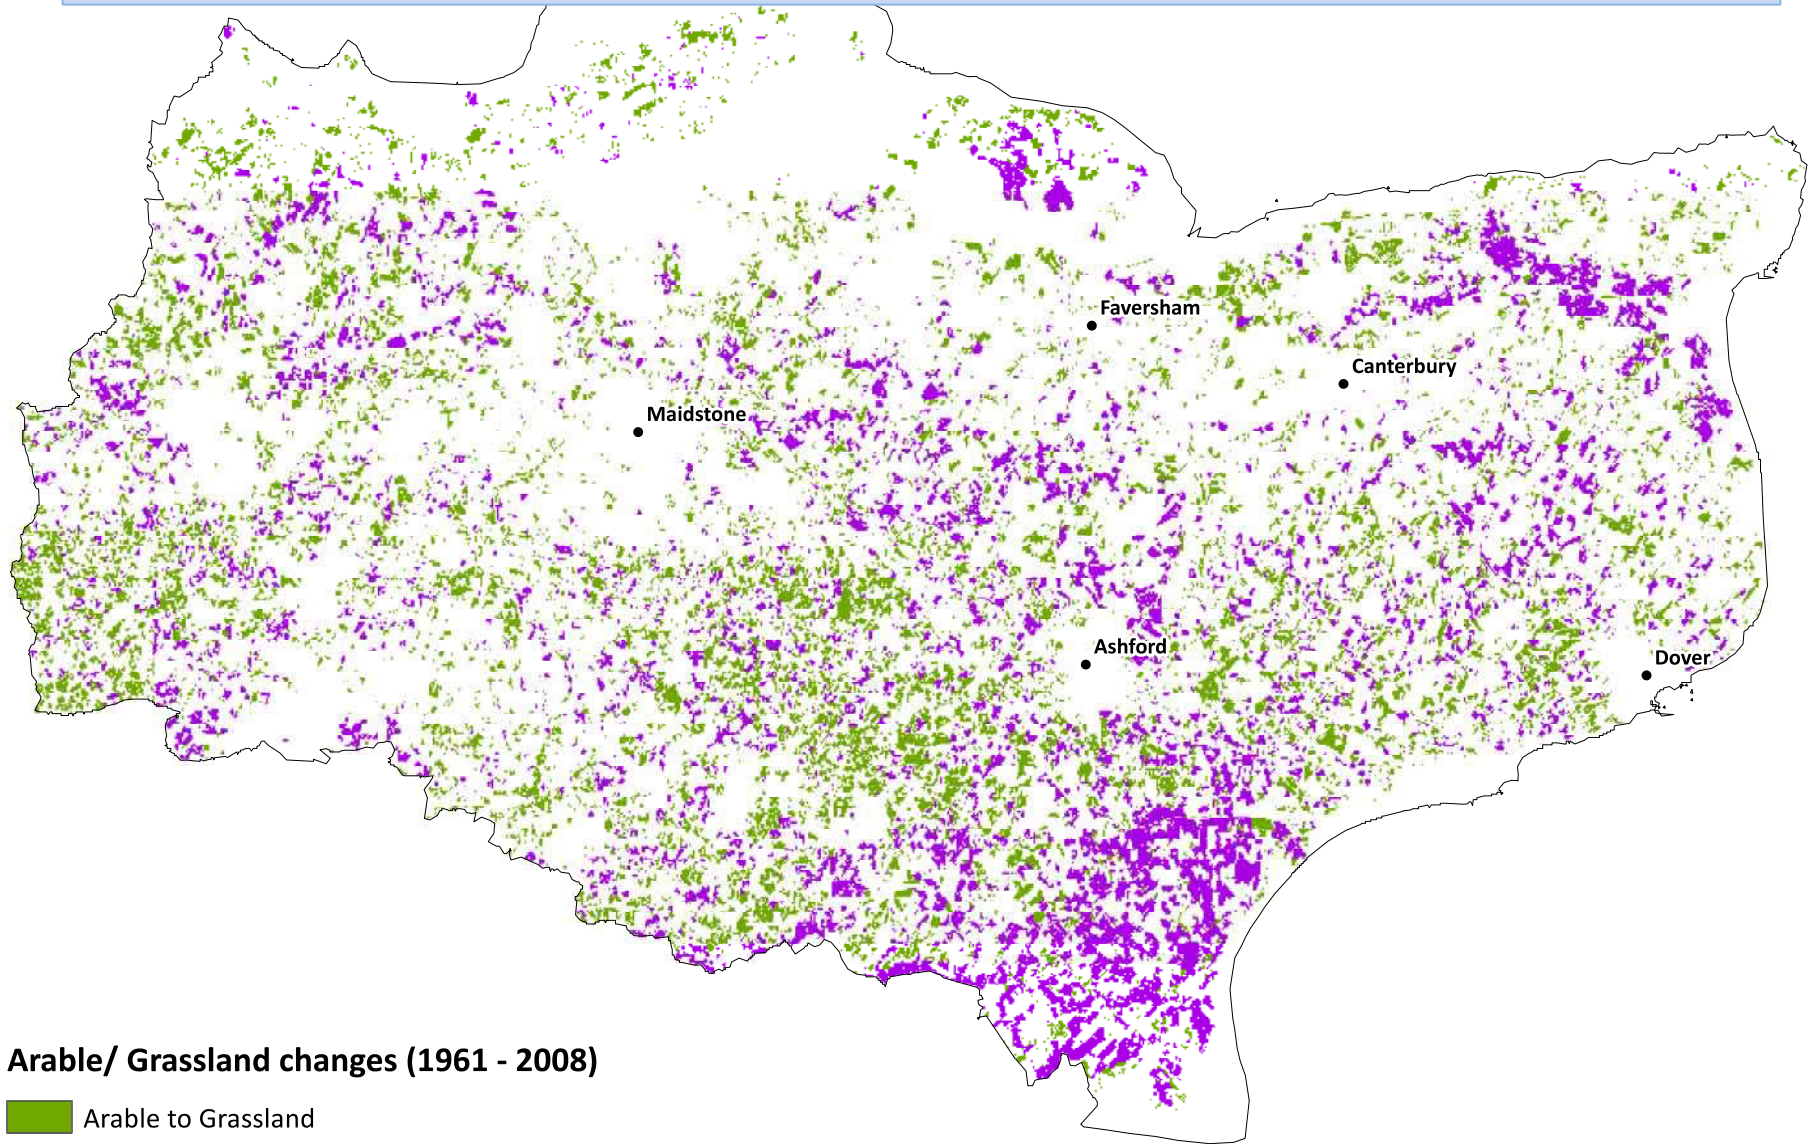 Faversham
Canterbury
Maidstone
Ashford
Dover
Arable/ Grassland changes (1961 - 2008)
Arable to Grassland